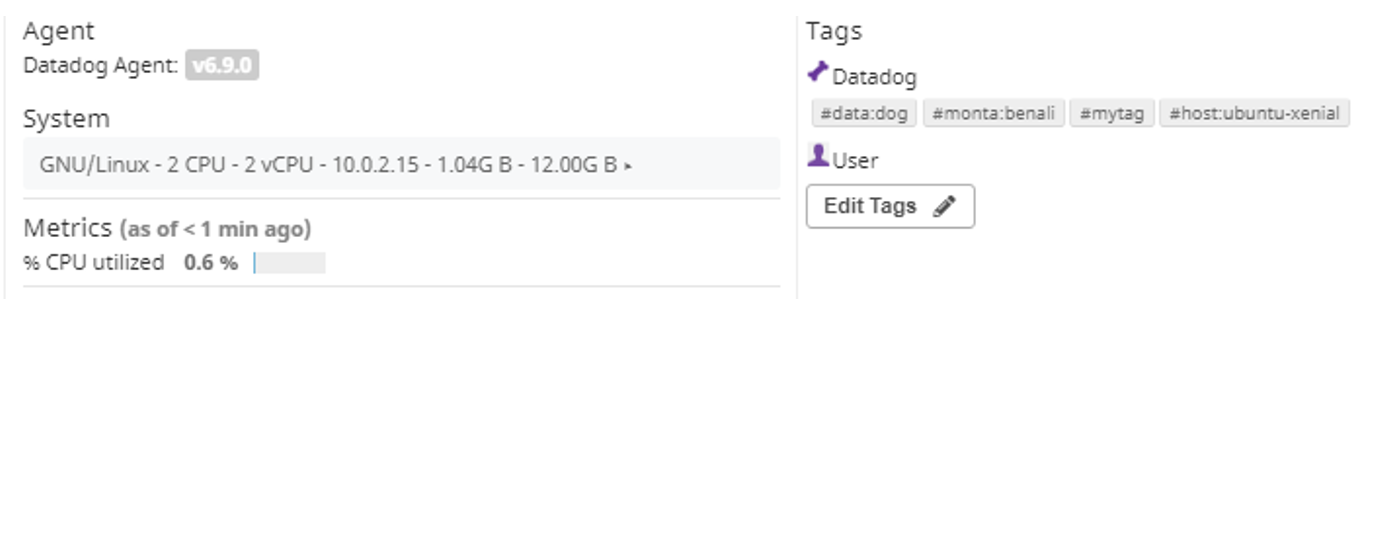 Agent
Datadog Agent: v6.9.0
System
GNU/Linux - 2 CPU - 2 vCPU - 10.0.2.15 - 1.04G B - 12.00G B ▸
Metrics (as of < 1 min ago)
% CPU utilized 0.6 %
Tags
Datadog
#data:dog #monta:benali #mytag #host:ubuntu-xenial
User
Edit Tags